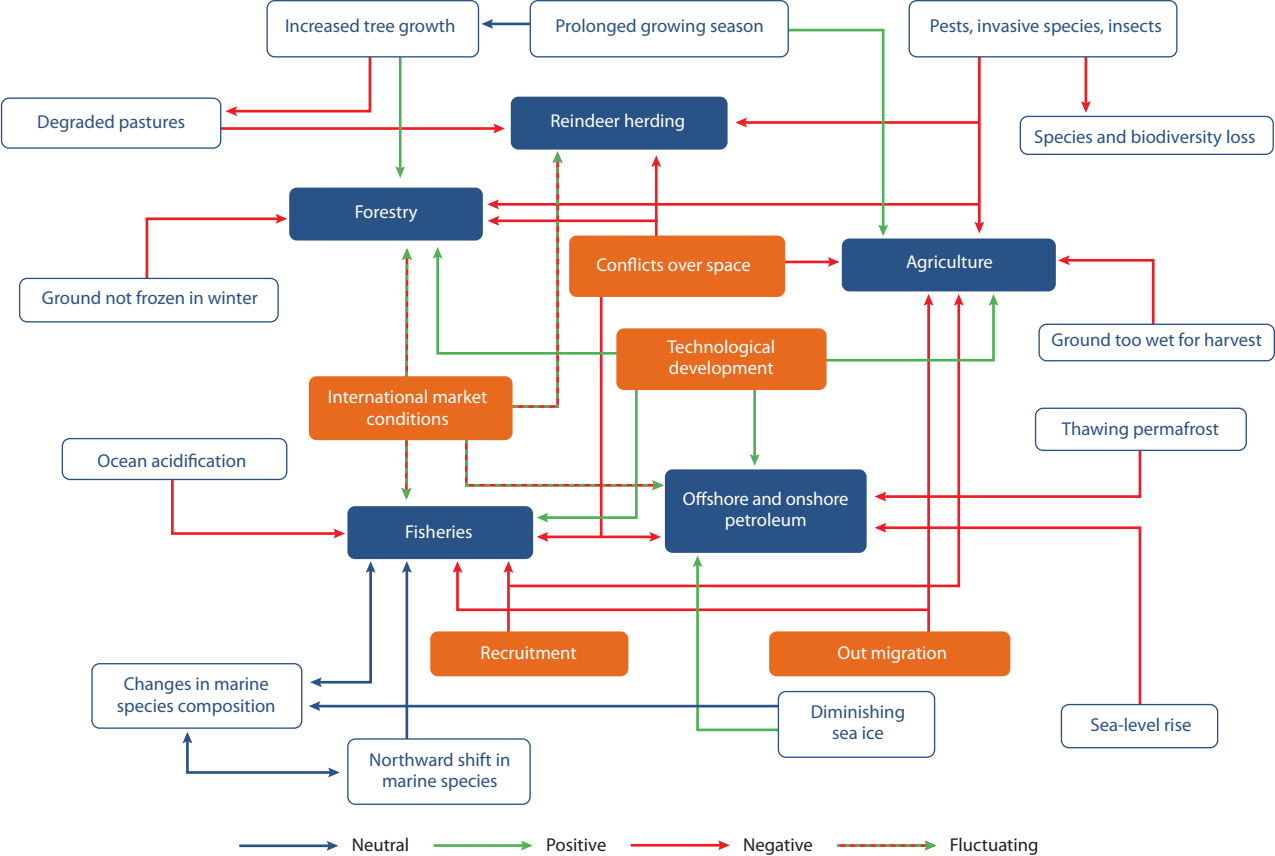 Increased tree growth
Prolonged growing season
Pests, invasive species, insects
Degraded pastures
Reindeer herding
Species and biodiversity loss
Forestry
Conflicts over space
Agriculture
Ground not frozen in winter
Technological
development
Ground too wet for harvest
International market
conditions
Thawing permafrost
Ocean acidification
Offshore and onshore
petroleum
Fisheries
Recruitment
Out migration
Changes in marine
species composition
Diminishing
sea ice
Sea-level rise
Northward shift in
marine species
Neutral
Positive
Negative
Fluctuating